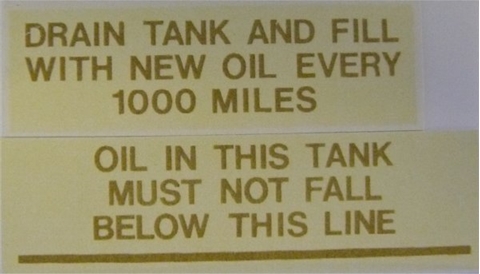 DRAIN TANK AND FILL
WITH NEW OIL EVERY
1000 MILES
OIL IN THIS TANK
MUST NOT FALL
BELOW THIS LINE